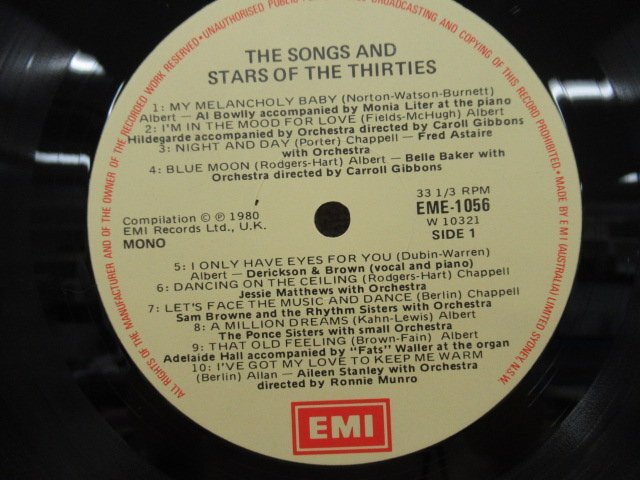 ALL RIGHTS OF THE MANUFACTURER AND OF THE OWNER OF THE RECORDED WORK RESERVED • UNAUTHORISED PUBLIC BROADCASTING AND COPYING OF THIS RECORD PROHIBITED. • MADE BY EMI (AUSTRALIA) LIMITED SYDNEY N.S.W.
THE SONGS AND
STARS OF THE THIRTIES
1: MY MELANCHOLY BABY (Norton-Watson-Burnett)
Albert — Al Bowlly accompanied by Monia Liter at the piano
2: I'M IN THE MOOD FOR LOVE (Fields-McHugh) Albert
Hildegarde accompanied by Orchestra directed by Caroll Gibbons
3: NIGHT AND DAY (Porter) Chappell — Fred Astaire
with Orchestra
4: BLUE MOON (Rodgers-Hart) Albert — Belle Baker with
Orchestra directed by Carroll Gibbons
33 1/3 RPM
Compilation © ℗ 1980
EMI Records Ltd., U.K.
MONO
EME-1056
W 10321
SIDE 1
5: I ONLY HAVE EYES FOR YOU (Dubin-Warren)
Albert — Derickson & Brown (vocal and piano)
6: DANCING ON THE CEILING (Rodgers-Hart) Chappell
Jessie Matthews with Orchestra
7: LET'S FACE THE MUSIC AND DANCE (Berlin) Chappell
Sam Browne and the Rhythm Sisters with Orchestra
8: A MILLION DREAMS (Kahn-Lewis) Albert
The Ponce Sisters with small Orchestra
9: THAT OLD FEELING (Brown-Fain) Albert
Adelaide Hall accompanied by "Fats" Waller at the organ
10: I'VE GOT MY LOVE TO KEEP ME WARM
(Berlin) Allan — Aileen Stanley with Orchestra
directed by Ronnie Munro
EMI